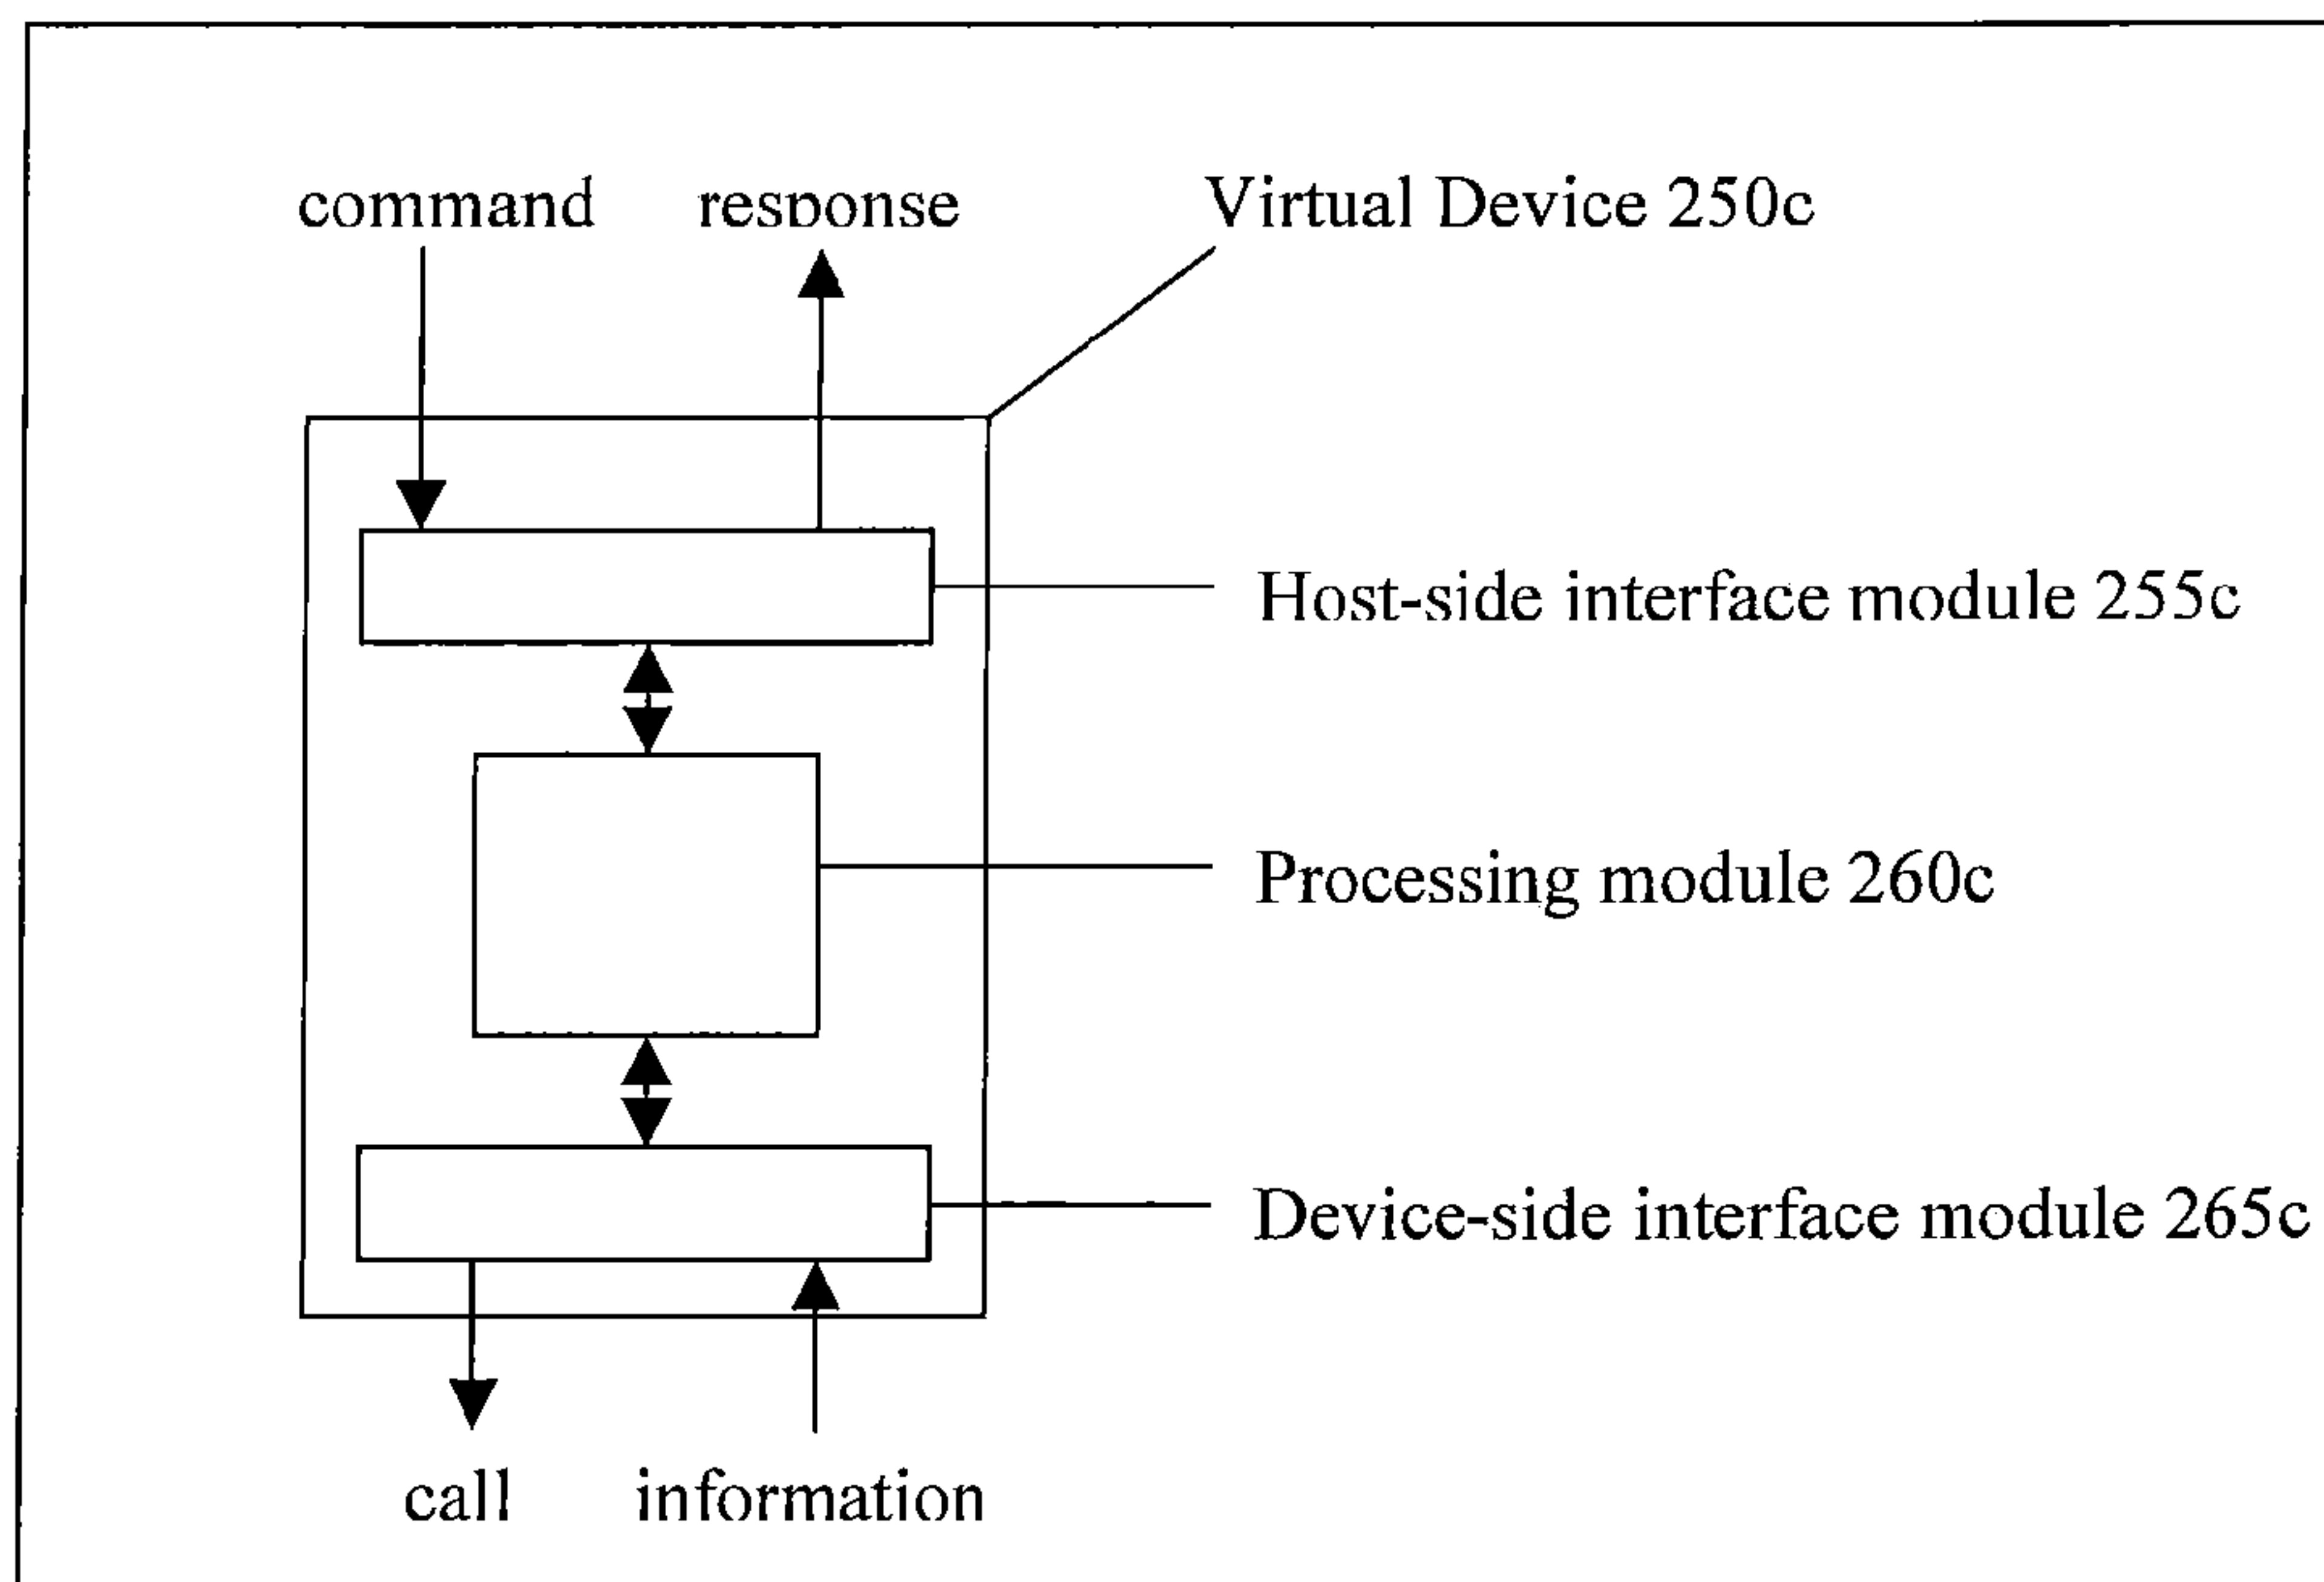 command response Virtual Device 250c
Host-side interface module 255c
Processing module 260c
Device-side interface module 265c
call information